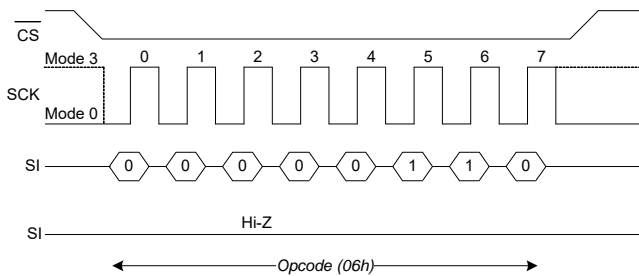 CS
Mode 3 0 1 2 3 4 5 6 7
SCK
Mode 0
SI 0 0 0 0 0 1 1 0
Hi-Z
SI
Opcode (06h)